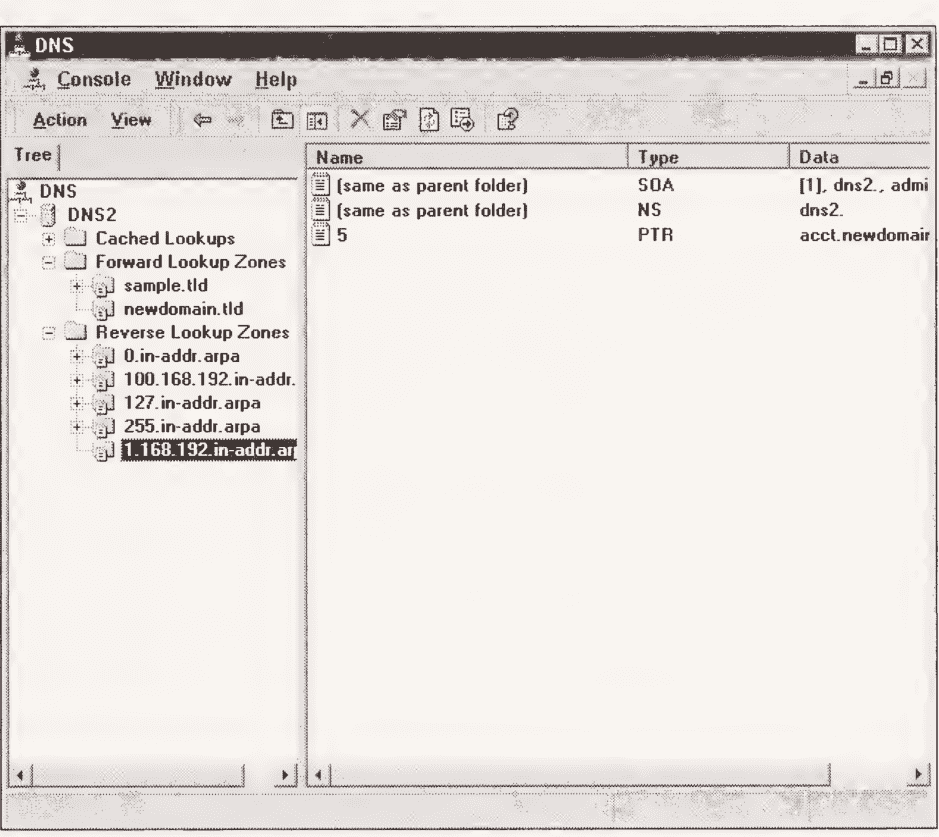 DNS
Console Window Help
Action View
Tree
DNS
DNS2
Cached Lookups
Forward Lookup Zones
sample.tld
newdomain.tld
Reverse Lookup Zones
0.in-addr.arpa
100.168.192.in-addr.
127.in-addr.arpa
255.in-addr.arpa
1.168.192.in-addr.ar
Name Type Data
(same as parent folder) SOA [1], dns2., admi
(same as parent folder) NS dns2.
5 PTR acct.newdomain